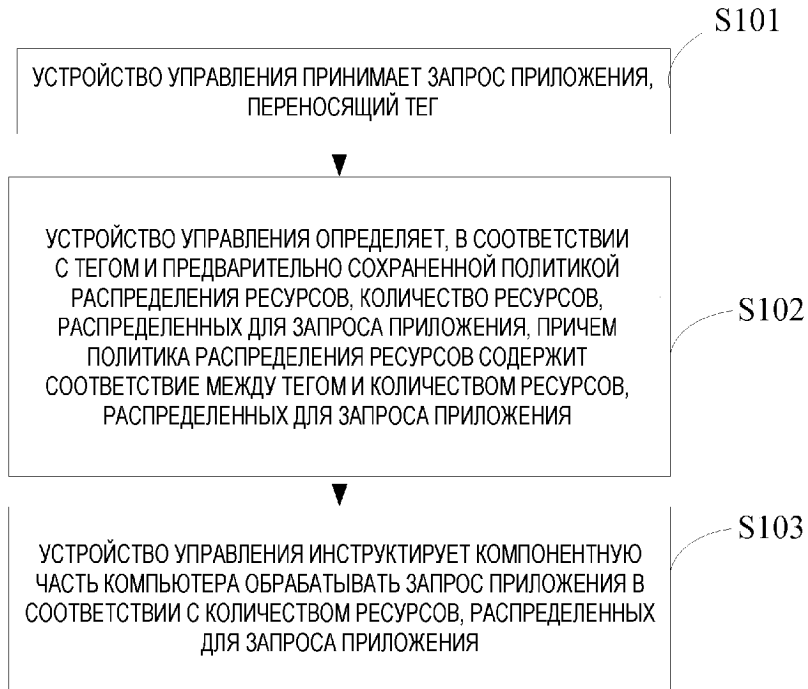 S101
УСТРОЙСТВО УПРАВЛЕНИЯ ПРИНИМАЕТ ЗАПРОС ПРИЛОЖЕНИЯ,
ПЕРЕНОСЯЩИЙ ТЕГ
УСТРОЙСТВО УПРАВЛЕНИЯ ОПРЕДЕЛЯЕТ, В СООТВЕТСТВИИ
С ТЕГОМ И ПРЕДВАРИТЕЛЬНО СОХРАНЕННОЙ ПОЛИТИКОЙ
РАСПРЕДЕЛЕНИЯ РЕСУРСОВ, КОЛИЧЕСТВО РЕСУРСОВ,
РАСПРЕДЕЛЕННЫХ ДЛЯ ЗАПРОСА ПРИЛОЖЕНИЯ, ПРИЧЕМ
ПОЛИТИКА РАСПРЕДЕЛЕНИЯ РЕСУРСОВ СОДЕРЖИТ
СООТВЕТСТВИЕ МЕЖДУ ТЕГОМ И КОЛИЧЕСТВОМ РЕСУРСОВ,
РАСПРЕДЕЛЕННЫХ ДЛЯ ЗАПРОСА ПРИЛОЖЕНИЯ
S102
УСТРОЙСТВО УПРАВЛЕНИЯ ИНСТРУКТИРУЕТ КОМПОНЕНТНУЮ
ЧАСТЬ КОМПЬЮТЕРА ОБРАБАТЫВАТЬ ЗАПРОС ПРИЛОЖЕНИЯ В
СООТВЕТСТВИИ С КОЛИЧЕСТВОМ РЕСУРСОВ, РАСПРЕДЕЛЕННЫХ
ДЛЯ ЗАПРОСА ПРИЛОЖЕНИЯ
S103